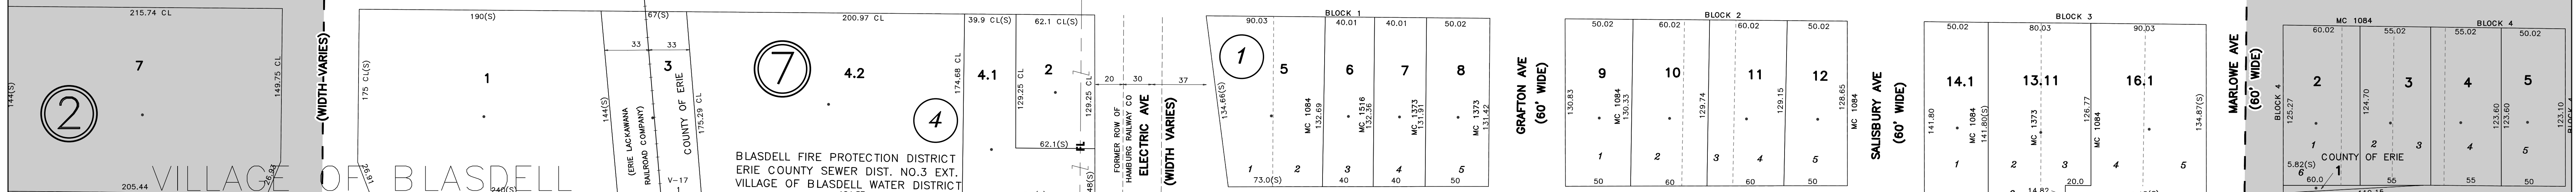 215.74 CL
7
2
144(S)
149.75 CL
26.93
205.44
VILLAGE OF BLASDELL
(WIDTH VARIES)
190(S)
175 CL(S)
1
26.91
240(S)
67(S)
33
33
144(S)
(ERIE LACKAWANA
RAILROAD COMPANY)
3
COUNTY OF ERIE
175.29 CL
V-17
1
200.97 CL
7
4.2
4
174.68 CL
BLASDELL FIRE PROTECTION DISTRICT
ERIE COUNTY SEWER DIST. NO.3 EXT.
VILLAGE OF BLASDELL WATER DISTRICT
39.9 CL(S)
4.1
62.1 CL(S)
2
129.25 CL
129.25 CL
62.1(S)
FL
48(S)
20
30
37
FORMER ROW OF
HAMBURG RAILWAY CO
ELECTRIC AVE
(WIDTH VARIES)
BLOCK 1
90.03
40.01
40.01
50.02
1
5
6
7
8
134.66(S)
MC 1084
132.69
MC 1516
132.36
MC 1373
131.91
MC 1373
131.42
1
2
3
4
5
73.0(S)
40
40
50
GRAFTON AVE
(60' WIDE)
BLOCK 2
50.02
60.02
60.02
50.02
9
10
11
12
130.83
MC 1084
130.33
129.74
129.15
128.65
MC 1084
1
2
3
4
5
50
60
60
50
SALISBURY AVE
(60' WIDE)
BLOCK 3
50.02
80.03
90.03
14.1
13.11
16.1
141.80
MC 1084
141.80(S)
MC 1373
126.77
MC 1084
134.87(S)
1
2
3
4
5
14.82
20.0
MARLOWE AVE
(60' WIDE)
MC 1084
BLOCK 4
60.02
55.02
55.02
50.02
BLOCK 4
2
3
4
5
125.27
124.70
123.60
123.60
123.10
1
2
3
4
5
COUNTY OF ERIE
5.82(S)
6
1
60.0
55
55
50